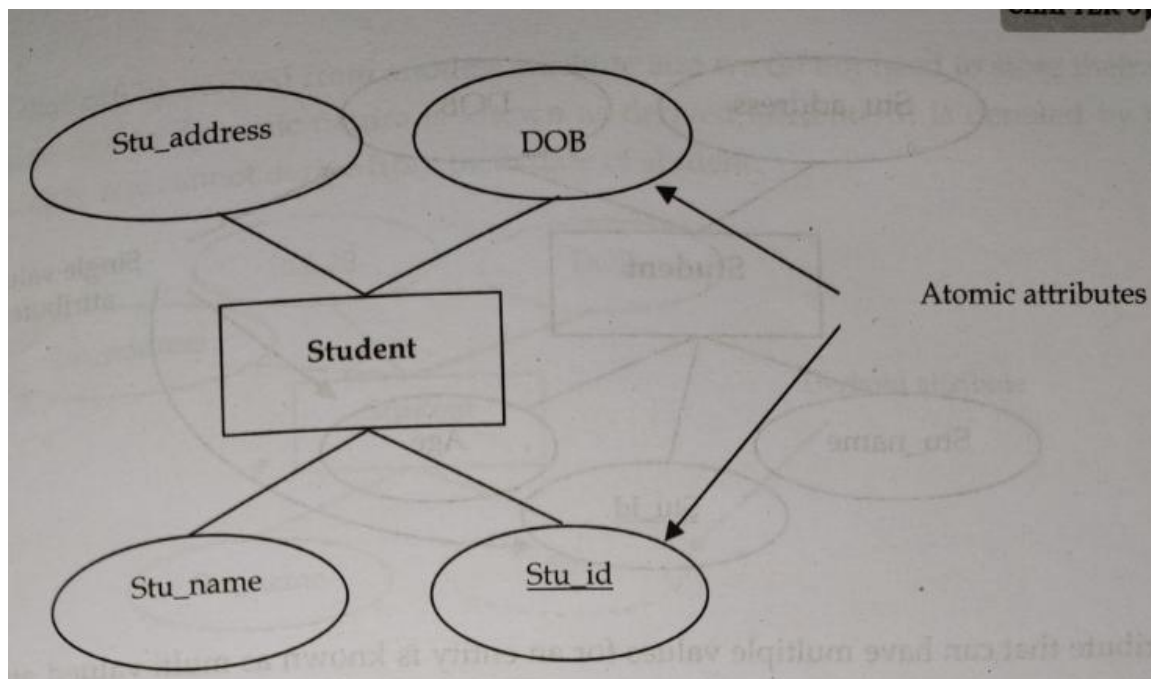 Stu_address
DOB
Atomic attributes
Student
Stu_name
Stu_id